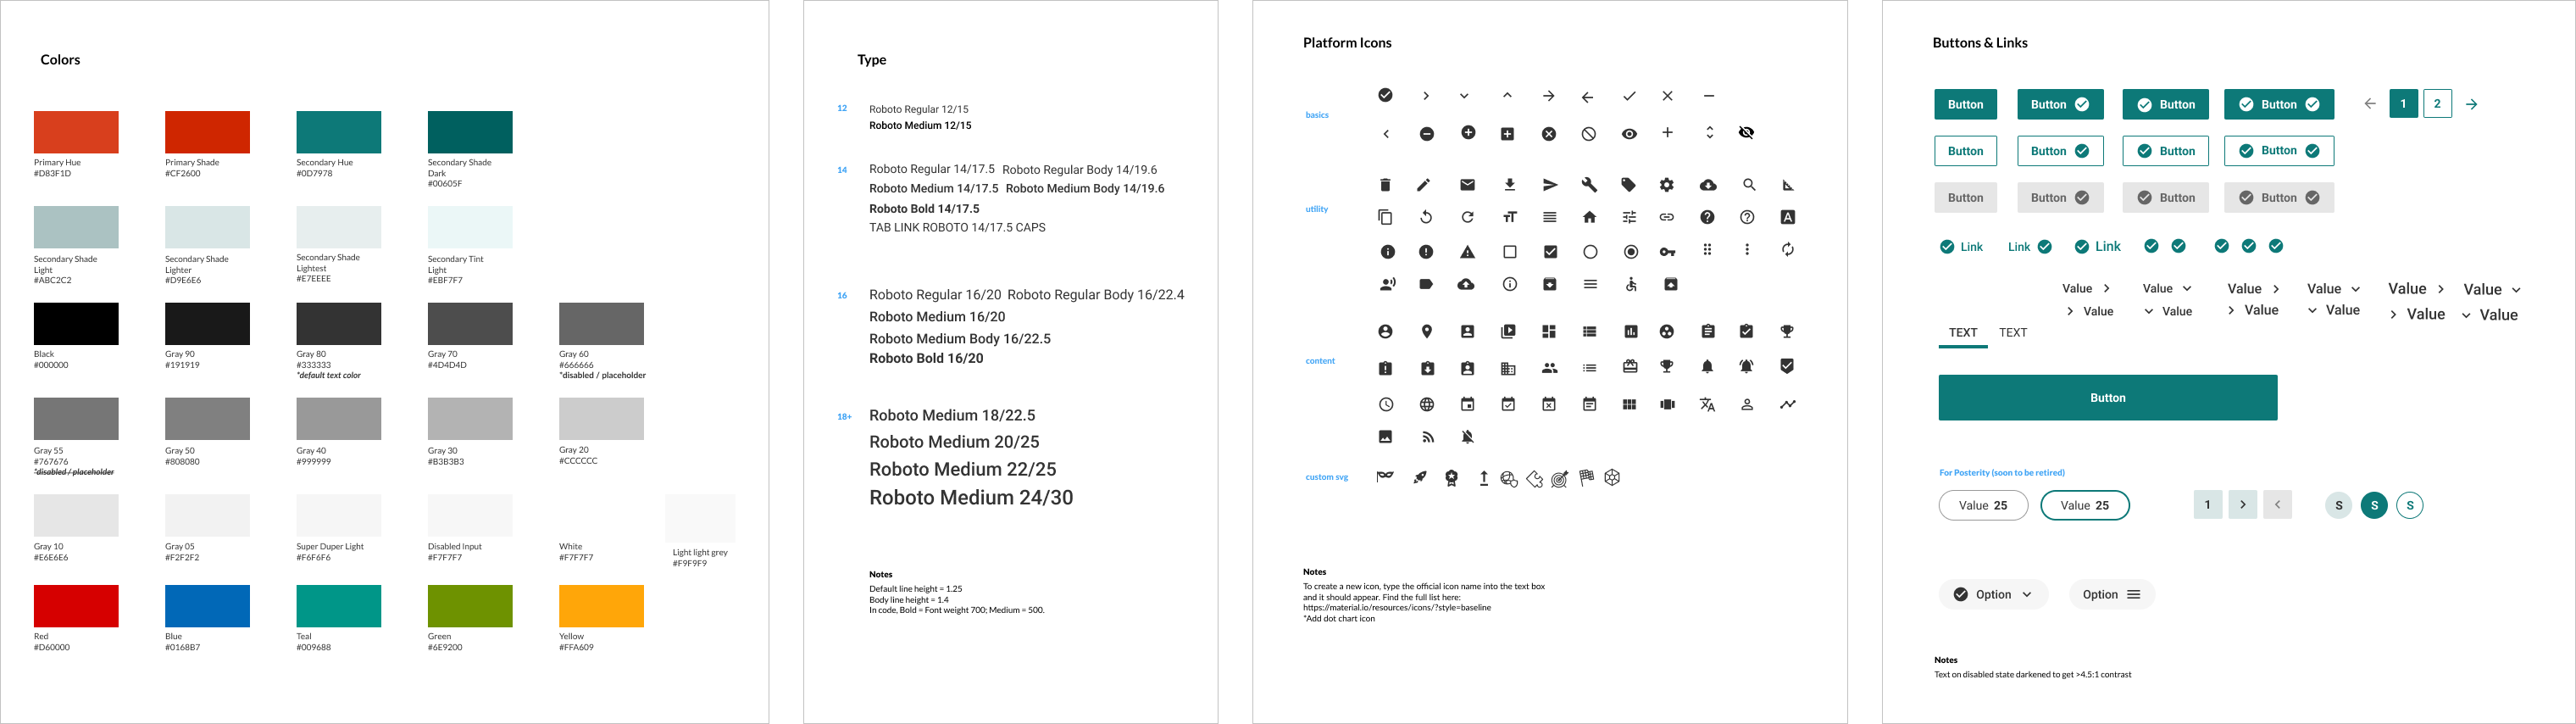 Colors
Primary Hue
#D83F1D
Primary Shade
#CF2600
Secondary Hue
#0D7978
Secondary Shade
Dark
#00605F
Secondary Shade
Light
#ABC2C2
Secondary Shade
Lighter
#D9E6E6
Secondary Shade
Lightest
#E7EEEE
Secondary Tint
Light
#EBF7F7
Black
#000000
Gray 90
#191919
Gray 80
#333333
*default text color
Gray 70
#4D4D4D
Gray 60
#666666
*disabled / placeholder
Gray 55
#767676
*disabled / placeholder
Gray 50
#808080
Gray 40
#999999
Gray 30
#B3B3B3
Gray 20
#CCCCCC
Gray 10
#E6E6E6
Gray 05
#F2F2F2
Super Duper Light
#F6F6F6
Disabled Input
#F7F7F7
White
#F7F7F7
Light light grey
#F9F9F9
Red
#D60000
Blue
#0168B7
Teal
#009688
Green
#6E9200
Yellow
#FFA609
Type
12
Roboto Regular 12/15
Roboto Medium 12/15
14
Roboto Regular 14/17.5 Roboto Regular Body 14/19.6
Roboto Medium 14/17.5 Roboto Medium Body 14/19.6
Roboto Bold 14/17.5
TAB LINK ROBOTO 14/17.5 CAPS
16
Roboto Regular 16/20 Roboto Regular Body 16/22.4
Roboto Medium 16/20
Roboto Medium Body 16/22.5
Roboto Bold 16/20
18+
Roboto Medium 18/22.5
Roboto Medium 20/25
Roboto Medium 22/25
Roboto Medium 24/30
Notes
Default line height = 1.25
Body line height = 1.4
In code, Bold = Font weight 700; Medium = 500.
Platform Icons
basics
utility
content
custom svg
Notes
To create a new icon, type the official icon name into the text box
and it should appear. Find the full list here:
https://material.io/resources/icons/?style=baseline
*Add dot chart icon
Buttons & Links
Button Button Button Button 1 2
Button Button Button Button
Button Button Button Button
Link Link Link
Value Value Value Value Value Value
Value Value Value Value Value Value
TEXT TEXT
Button
For Posterity (soon to be retired)
Value 25 Value 25 1 S S S
Option Option
Notes
Text on disabled state darkened to get >4.5:1 contrast